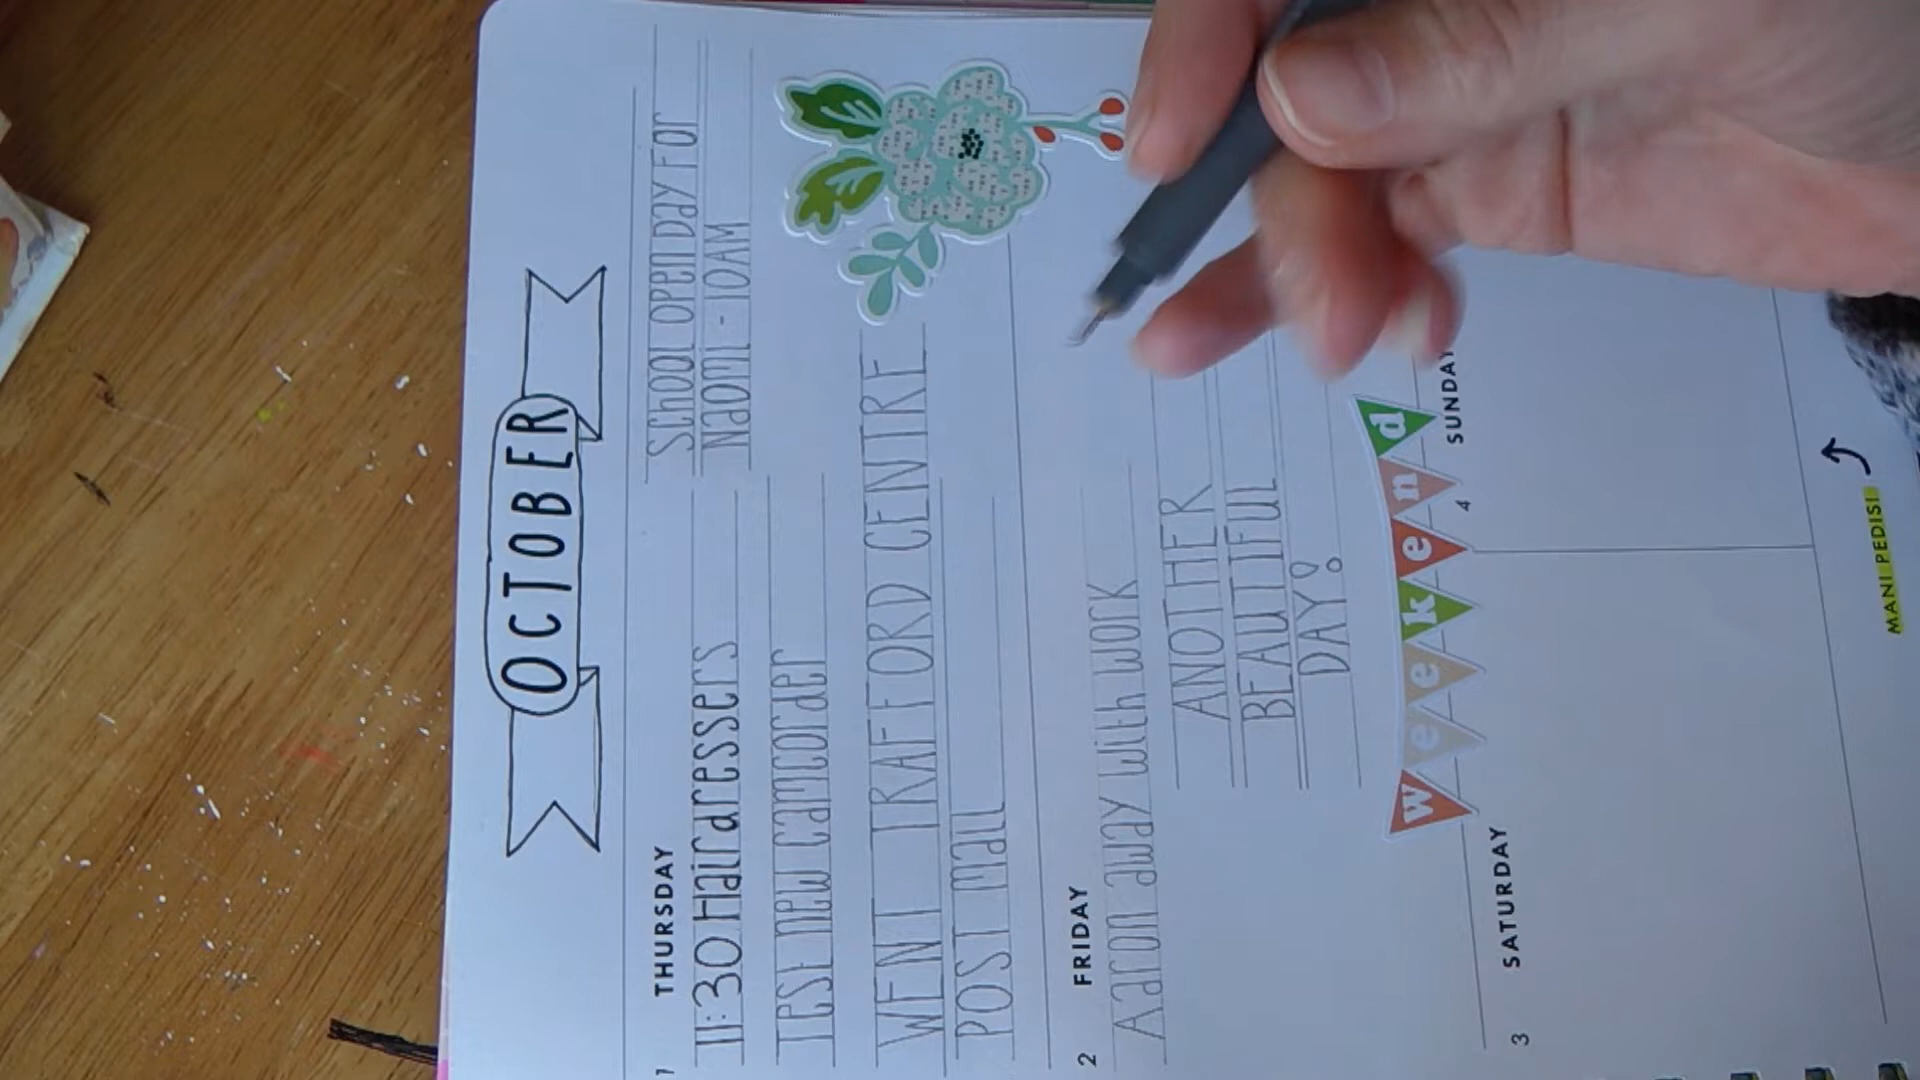 OCTOBER
1 THURSDAY
11:30 Hairdressers
Test new camcorder
WENT TRAFFORD CENTRE
POST Mail
SChool OPen Day For
Naomi - 10AM
2 FRIDAY
Aaron away with work
ANOTHER
BEAUTIFUL
DAY!
weekend
3 SATURDAY
4 SUNDAY
MANI PEDISI